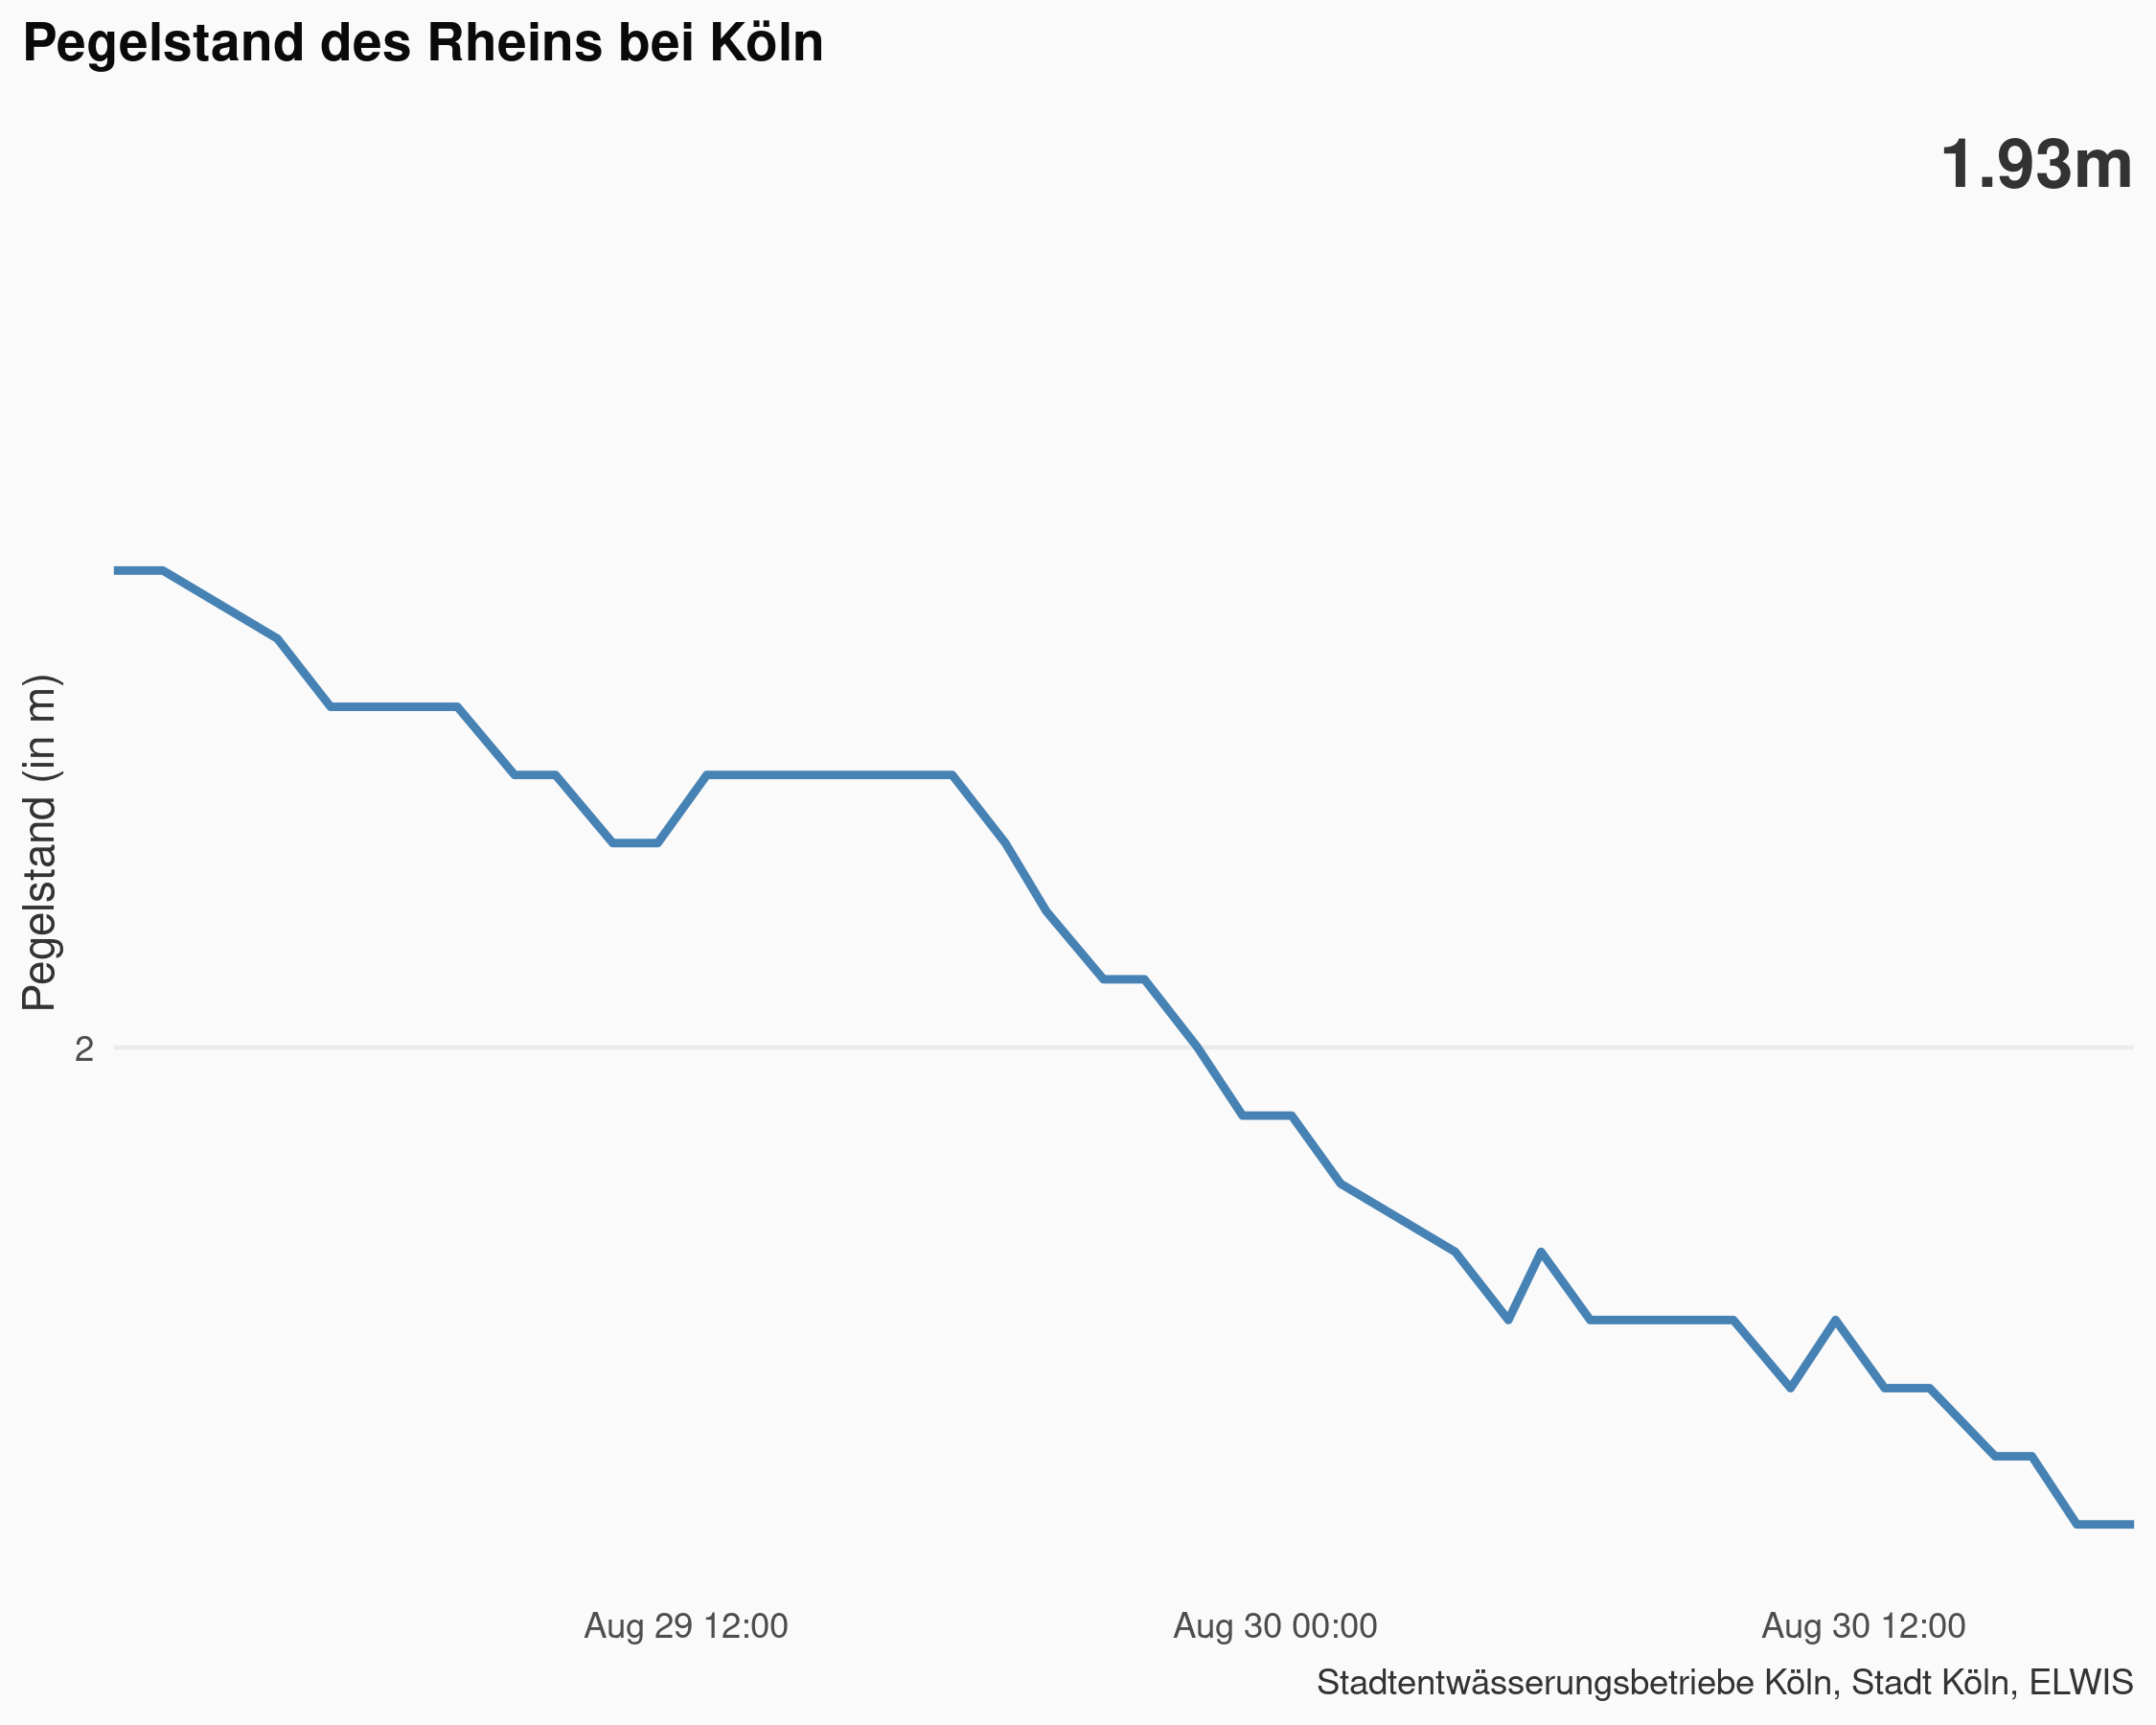 Pegelstand des Rheins bei Köln
1.93m
Pegelstand (in m)
2
Aug 29 12:00
Aug 30 00:00
Aug 30 12:00
Stadtentwässerungsbetriebe Köln, Stadt Köln, ELWIS